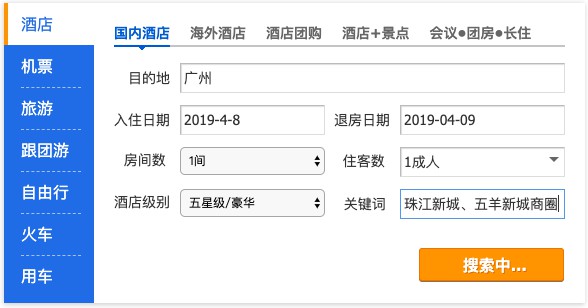 酒店
机票
旅游
跟团游
自由行
火车
用车
国内酒店 海外酒店 酒店团购 酒店+景点 会议●团房●长住
目的地 广州
入住日期 2019-4-8 退房日期 2019-04-09
房间数 1间 住客数 1成人
酒店级别 五星级/豪华 关键词 珠江新城、五羊新城商圈
搜索中...